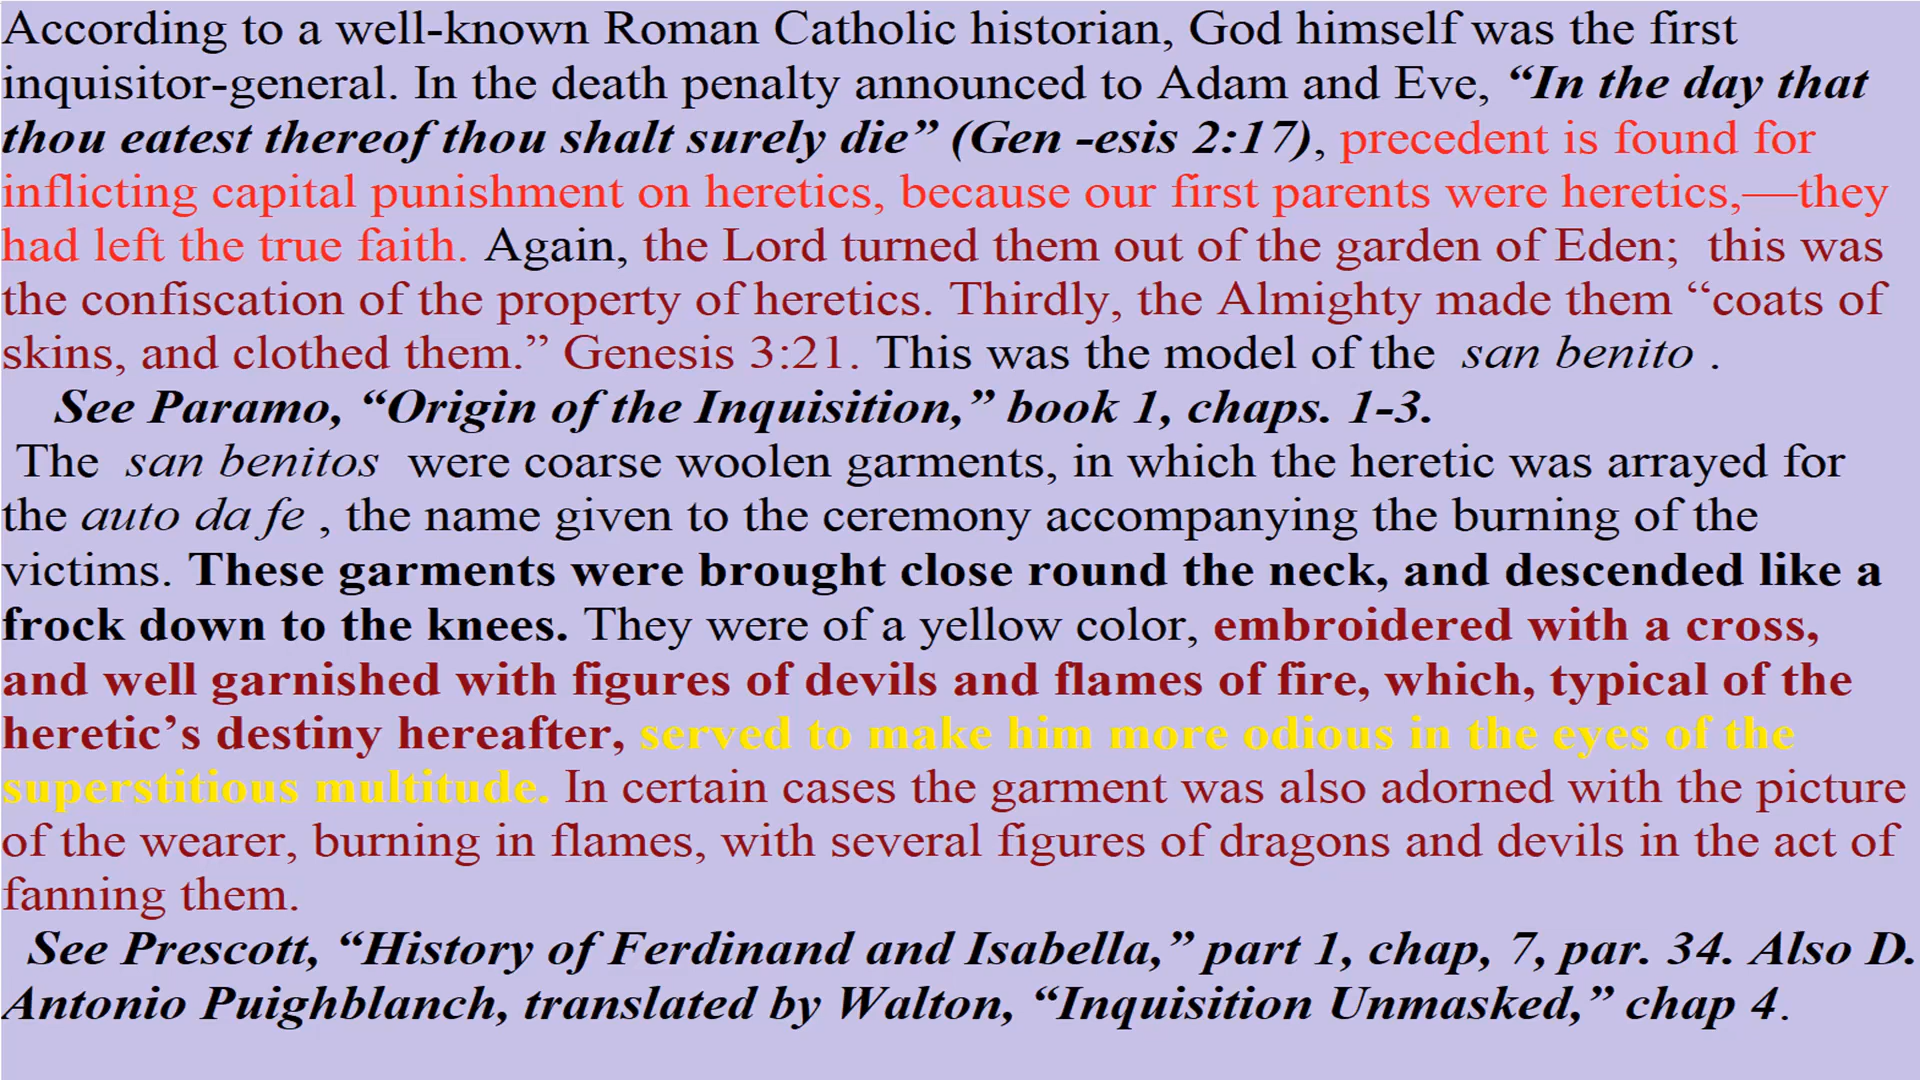 According to a well-known Roman Catholic historian, God himself was the first
inquisitor-general. In the death penalty announced to Adam and Eve, “In the day that
thou eatest thereof thou shalt surely die” (Gen -esis 2:17), precedent is found for
inflicting capital punishment on heretics, because our first parents were heretics,—they
had left the true faith. Again, the Lord turned them out of the garden of Eden; this was
the confiscation of the property of heretics. Thirdly, the Almighty made them “coats of
skins, and clothed them.” Genesis 3:21. This was the model of the san benito .
See Paramo, “Origin of the Inquisition,” book 1, chaps. 1-3.
The san benitos were coarse woolen garments, in which the heretic was arrayed for
the auto da fe , the name given to the ceremony accompanying the burning of the
victims. These garments were brought close round the neck, and descended like a
frock down to the knees. They were of a yellow color, embroidered with a cross,
and well garnished with figures of devils and flames of fire, which, typical of the
heretic’s destiny hereafter, served to make him more odious in the eyes of the
superstitious multitude. In certain cases the garment was also adorned with the picture
of the wearer, burning in flames, with several figures of dragons and devils in the act of
fanning them.
See Prescott, “History of Ferdinand and Isabella,” part 1, chap, 7, par. 34. Also D.
Antonio Puighblanch, translated by Walton, “Inquisition Unmasked,” chap 4.